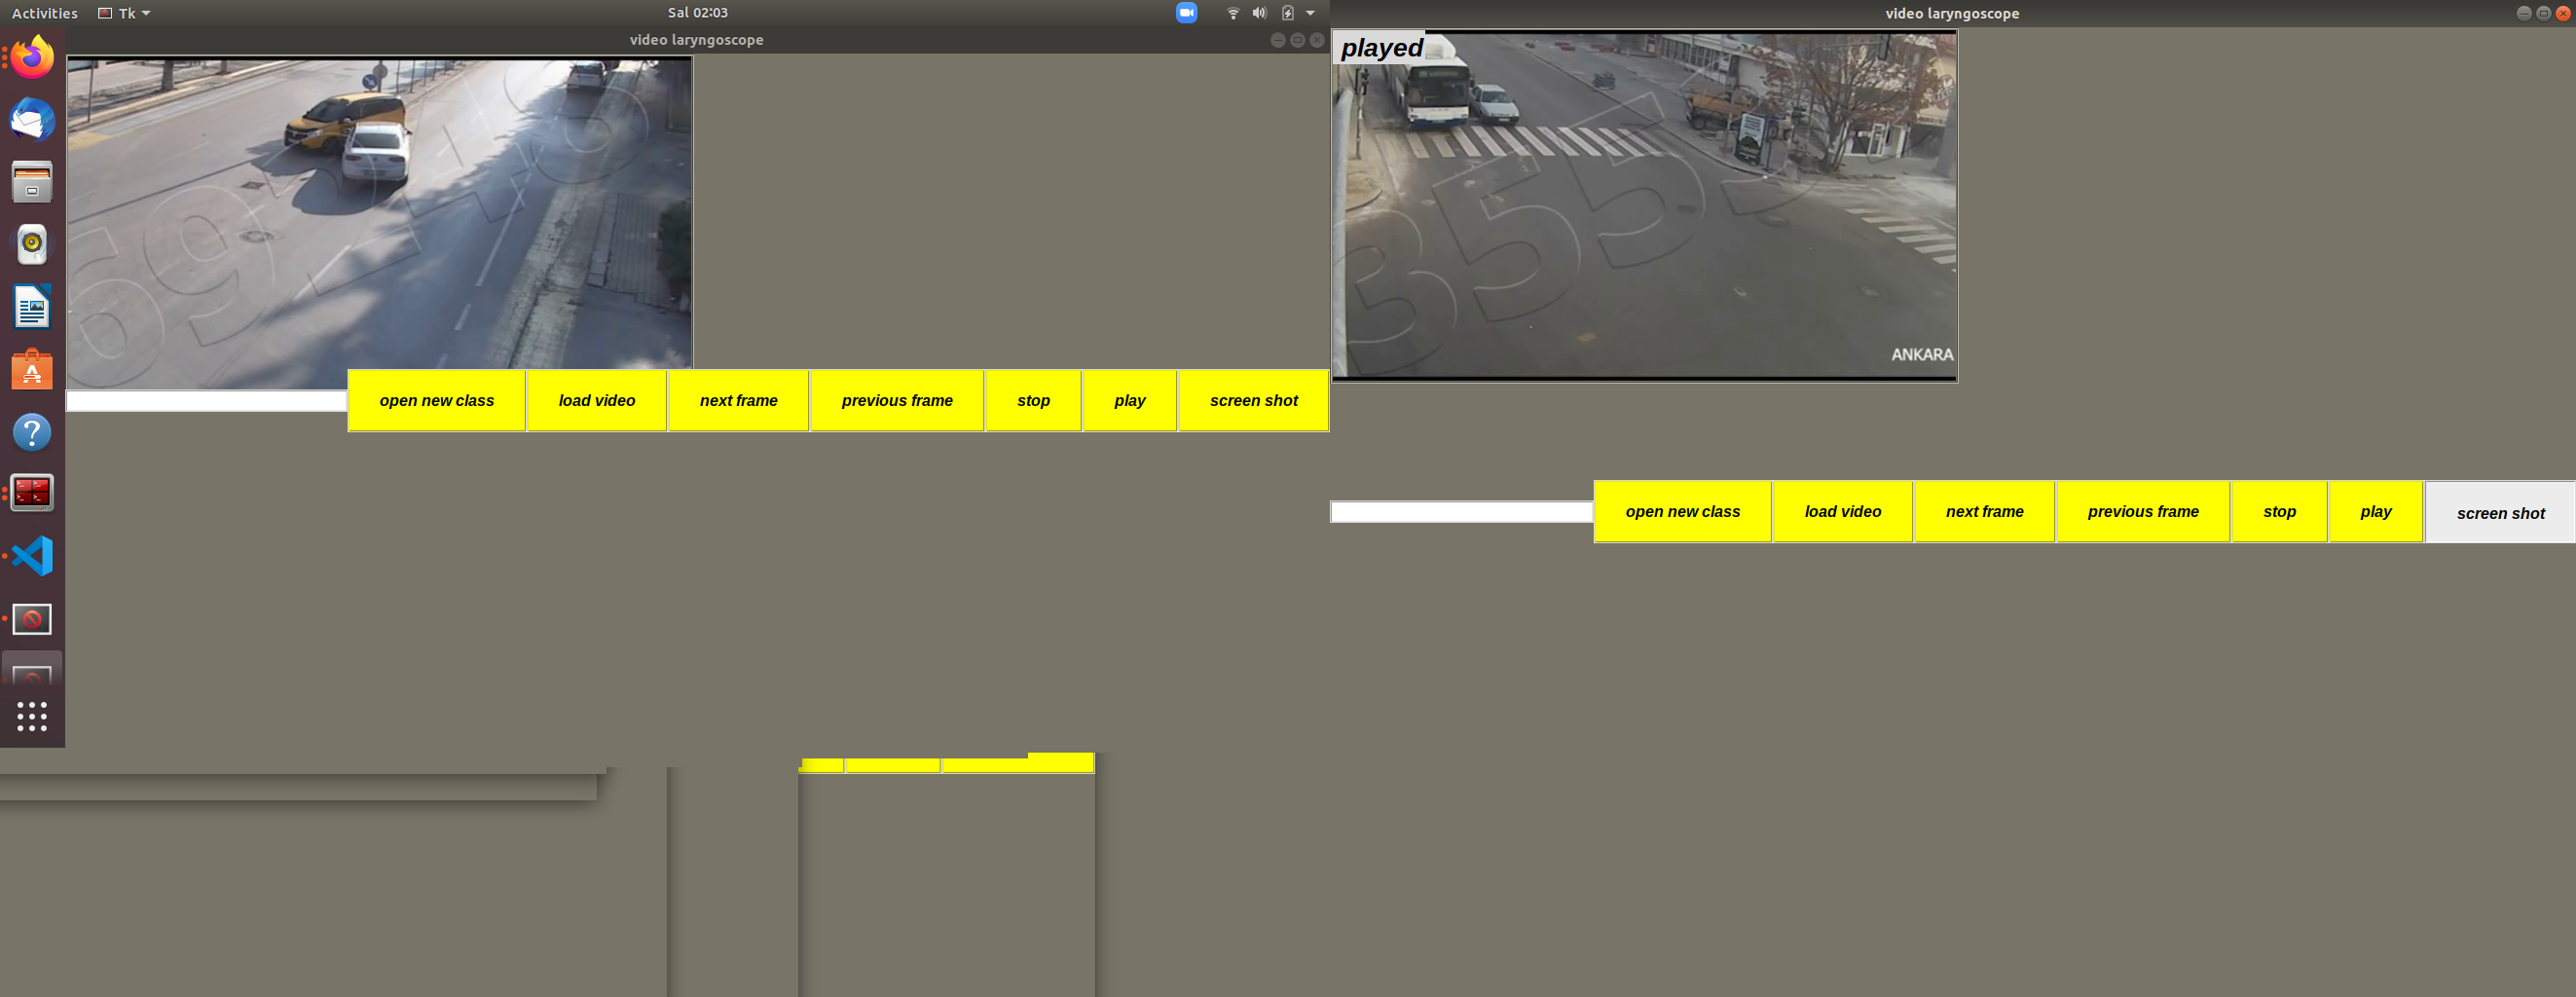 Activities
Tk
Sal 02:03
video laryngoscope
open new class
load video
next frame
previous frame
stop
play
screen shot
video laryngoscope
played
355
ANKARA
open new class
load video
next frame
previous frame
stop
play
screen shot